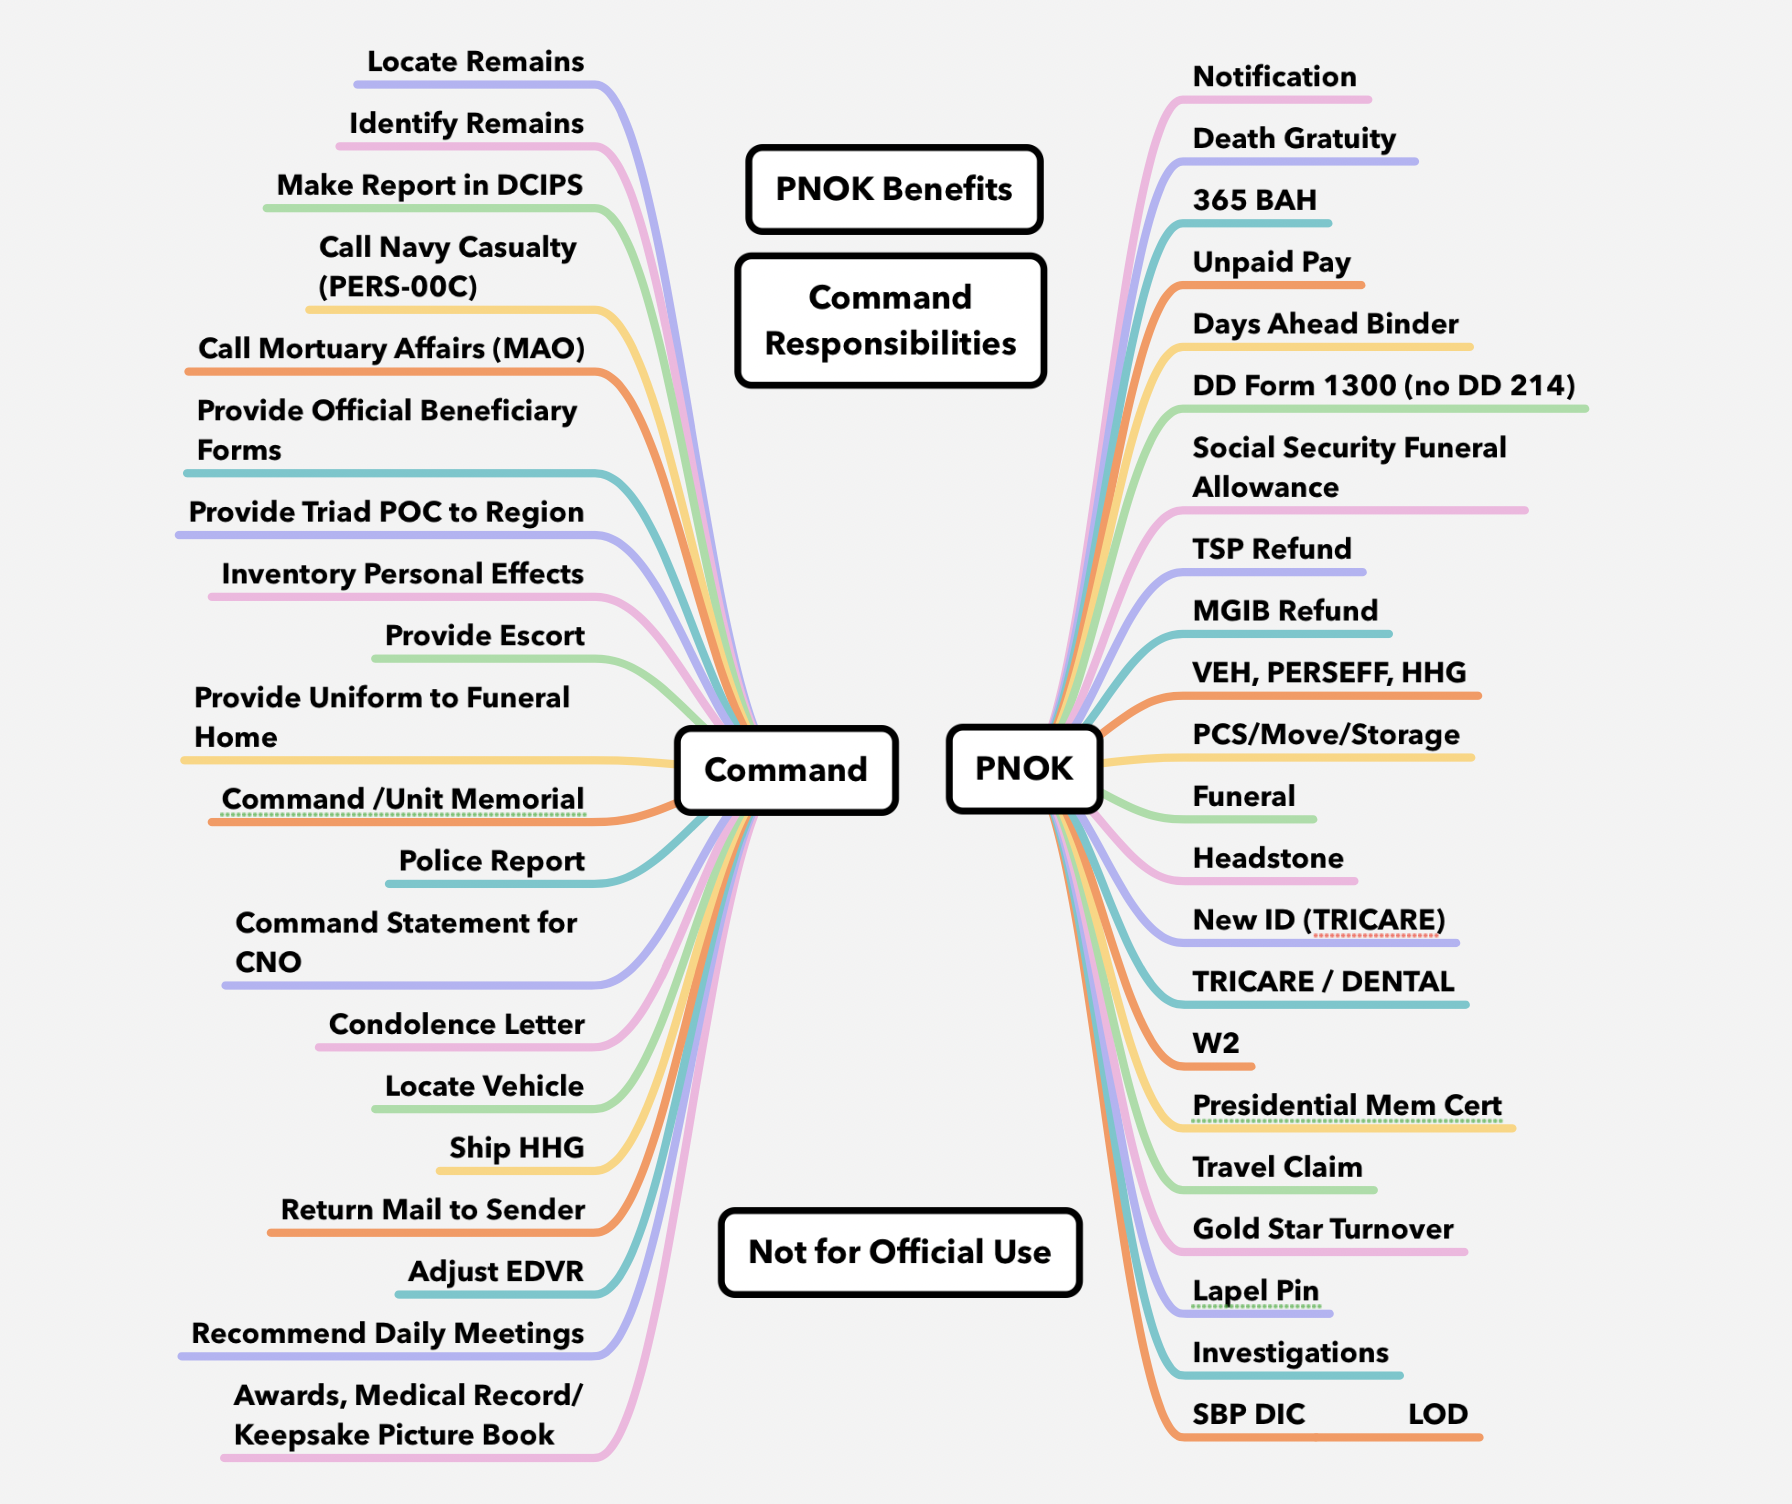 Locate Remains
Identify Remains
Make Report in DCIPS
Call Navy Casualty
(PERS-00C)
Call Mortuary Affairs (MAO)
Provide Official Beneficiary
Forms
Provide Triad POC to Region
Inventory Personal Effects
Provide Escort
Provide Uniform to Funeral
Home
Command /Unit Memorial
Police Report
Command Statement for
CNO
Condolence Letter
Locate Vehicle
Ship HHG
Return Mail to Sender
Adjust EDVR
Recommend Daily Meetings
Awards, Medical Record/
Keepsake Picture Book
PNOK Benefits
Command
Responsibilities
Command
PNOK
Not for Official Use
Notification
Death Gratuity
365 BAH
Unpaid Pay
Days Ahead Binder
DD Form 1300 (no DD 214)
Social Security Funeral
Allowance
TSP Refund
MGIB Refund
VEH, PERSEFF, HHG
PCS/Move/Storage
Funeral
Headstone
New ID (TRICARE)
TRICARE / DENTAL
W2
Presidential Mem Cert
Travel Claim
Gold Star Turnover
Lapel Pin
Investigations
SBP DIC LOD